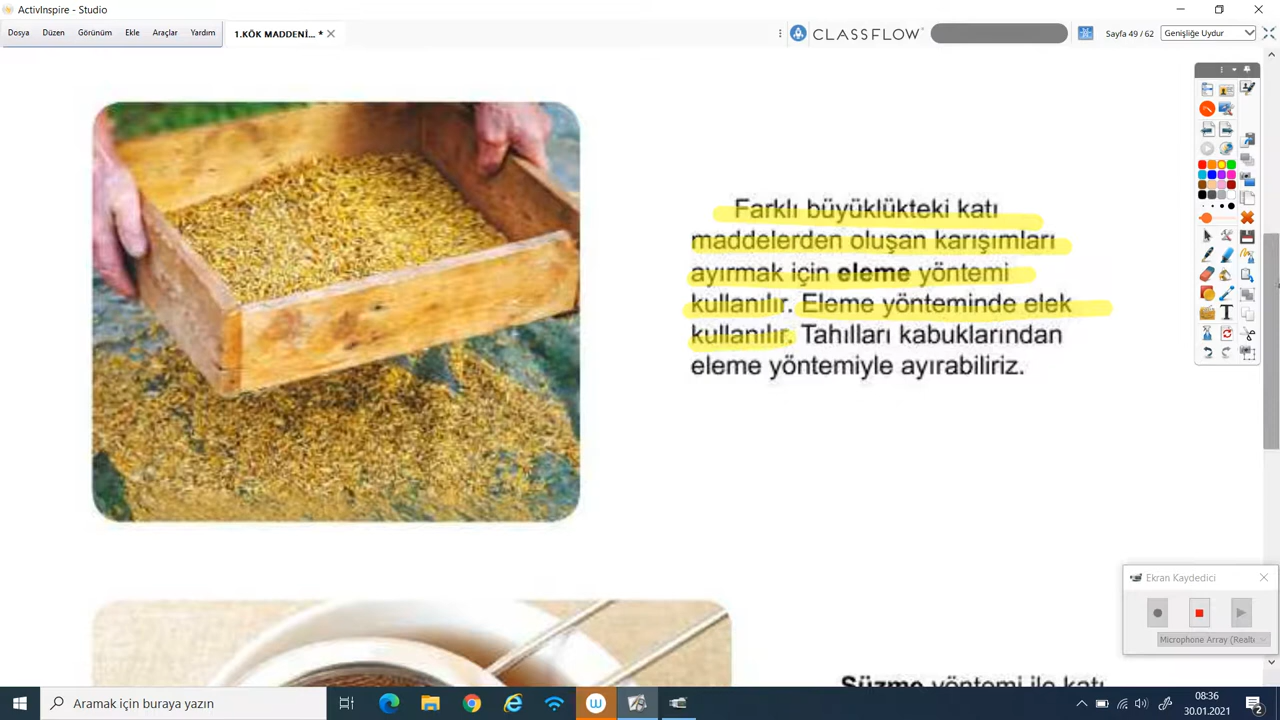 ActivInspire - Studio
Dosya Düzen Görünüm Ekle Araçlar Yardım
1.KÖK MADDENİ... *
CLASSFLOW
Sayfa 49 / 62
Genişliğe Uydur
Farklı büyüklükteki katı
maddelerden oluşan karışımları
ayırmak için eleme yöntemi
kullanılır. Eleme yönteminde elek
kullanılır. Tahılları kabuklarından
eleme yöntemiyle ayırabiliriz.
Süzme yöntemi ile katı
Ekran Kaydedici
Microphone Array (Realte
Aramak için buraya yazın
08:36
30.01.2021
2